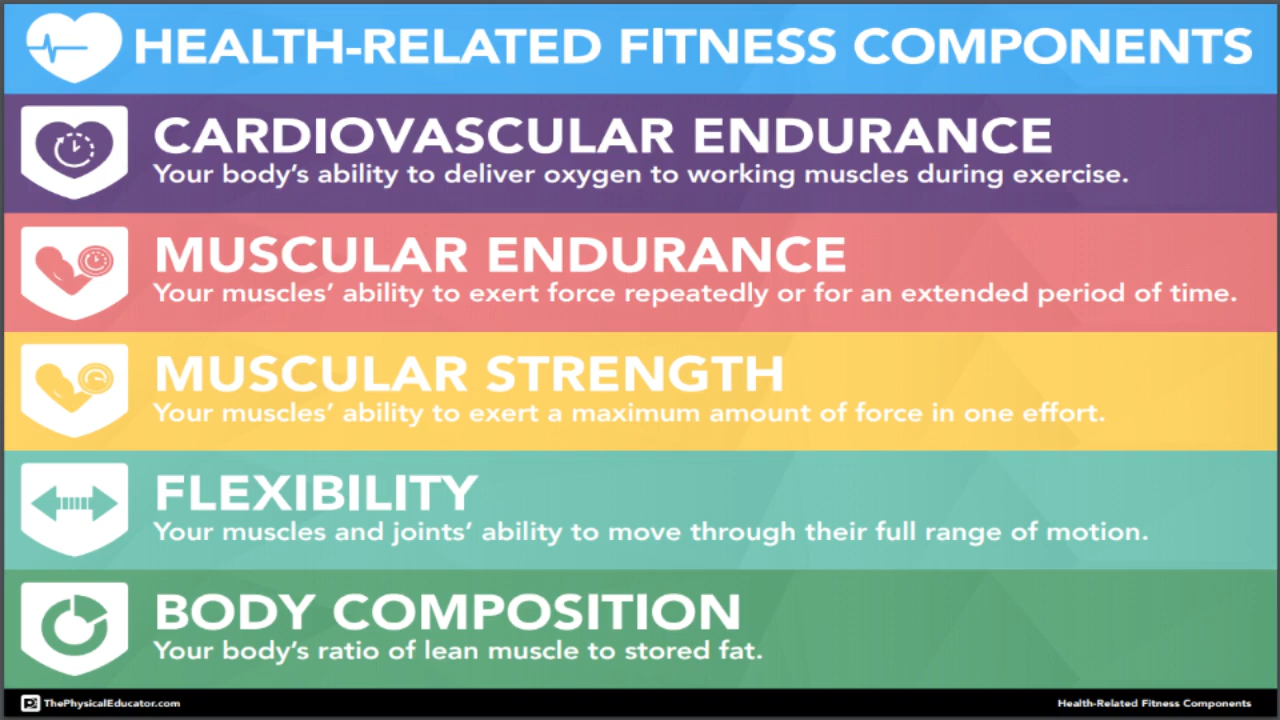 HEALTH-RELATED FITNESS COMPONENTS
CARDIOVASCULAR ENDURANCE
Your body's ability to deliver oxygen to working muscles during exercise.
MUSCULAR ENDURANCE
Your muscles' ability to exert force repeatedly or for an extended period of time.
MUSCULAR STRENGTH
Your muscles' ability to exert a maximum amount of force in one effort.
FLEXIBILITY
Your muscles and joints' ability to move through their full range of motion.
BODY COMPOSITION
Your body's ratio of lean muscle to stored fat.
ThePhysicalEducator.com
Health-Related Fitness Components